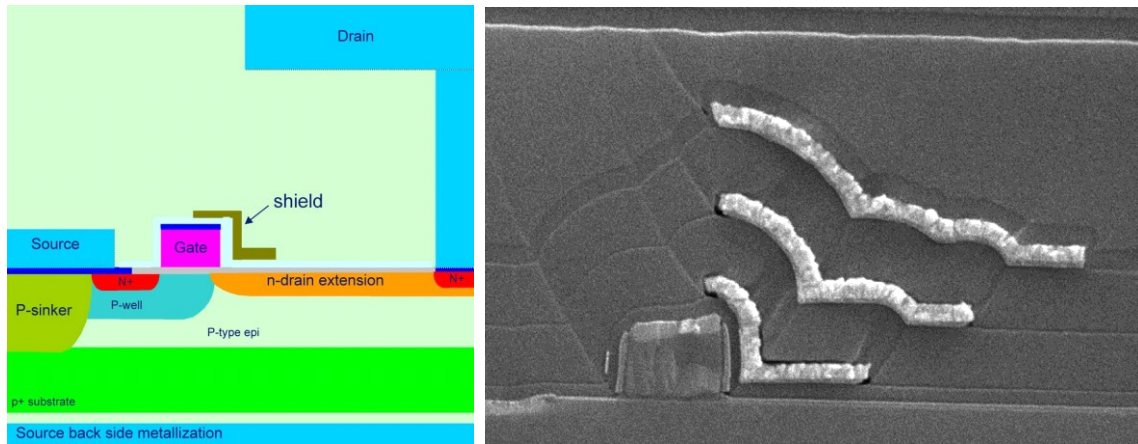 Drain
shield
Source
Gate
N+
n-drain extension
N+
P-sinker
P-well
P-type epi
p+ substrate
Source back side metallization